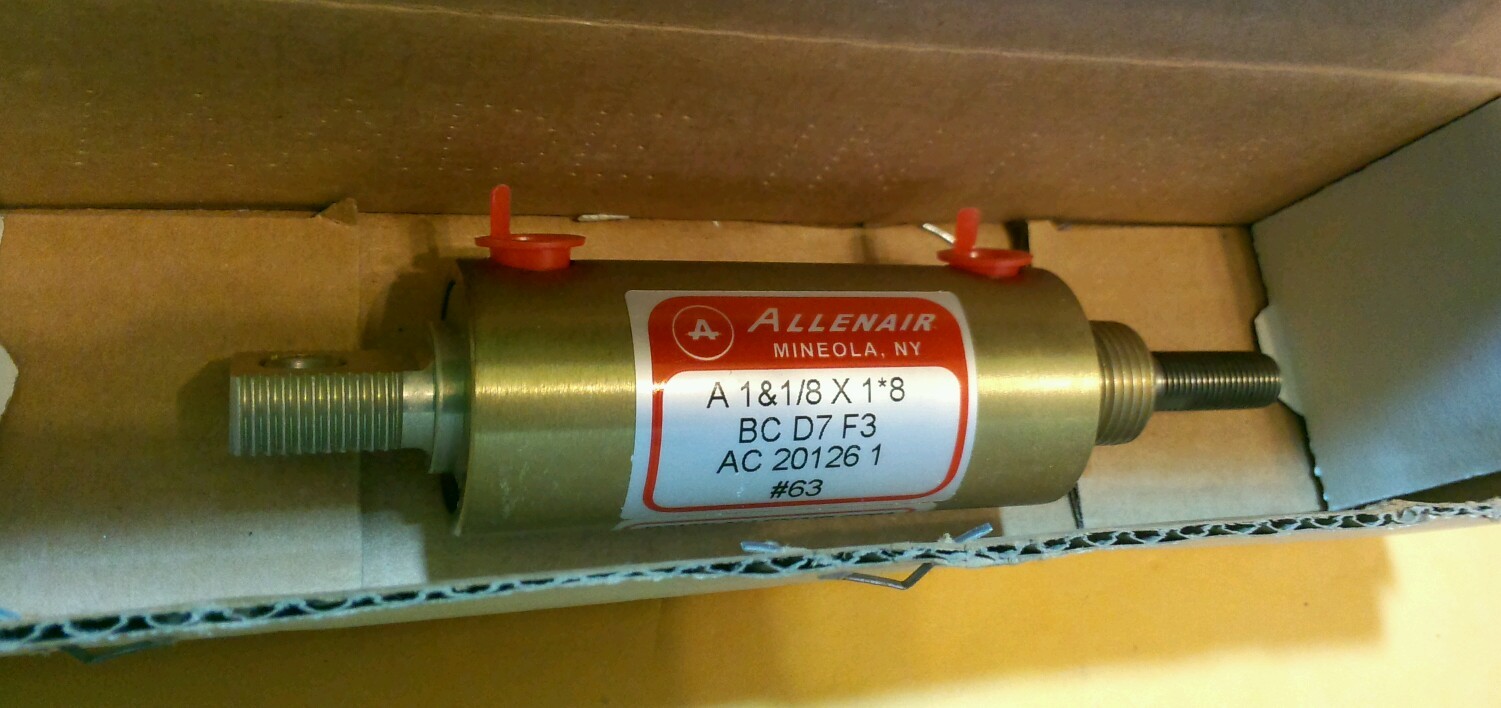 A ALLENAIR
MINEOLA, NY
A 1&1/8 X 1*8
BC D7 F3
AC 20126 1
#63